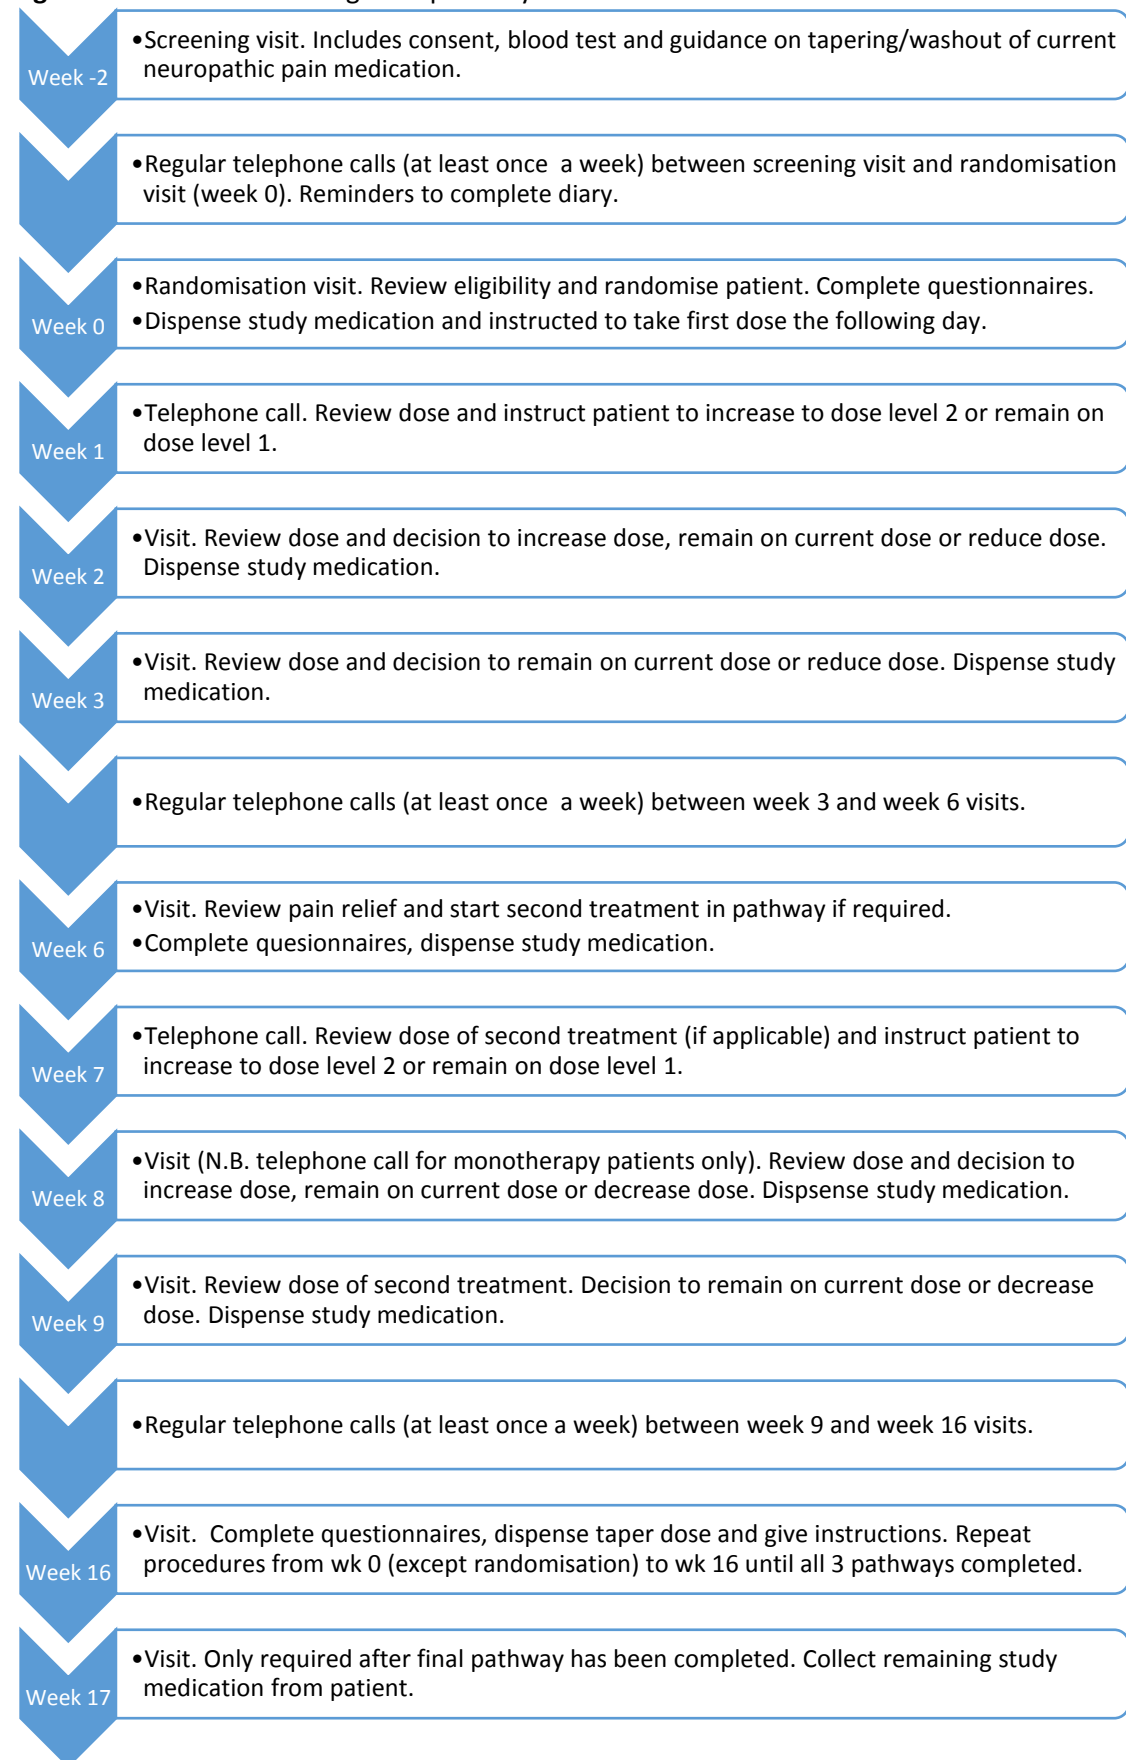 Week -2
•Screening visit. Includes consent, blood test and guidance on tapering/washout of current
neuropathic pain medication.
•Regular telephone calls (at least once  a week) between screening visit and randomisation
visit (week 0). Reminders to complete diary.
Week 0
•Randomisation visit. Review eligibility and randomise patient. Complete questionnaires.
•Dispense study medication and instructed to take first dose the following day.
Week 1
•Telephone call. Review dose and instruct patient to increase to dose level 2 or remain on
dose level 1.
Week 2
•Visit. Review dose and decision to increase dose, remain on current dose or reduce dose.
Dispense study medication.
Week 3
•Visit. Review dose and decision to remain on current dose or reduce dose. Dispense study
medication.
•Regular telephone calls (at least once  a week) between week 3 and week 6 visits.
Week 6
•Visit. Review pain relief and start second treatment in pathway if required.
•Complete quesionnaires, dispense study medication.
Week 7
•Telephone call. Review dose of second treatment (if applicable) and instruct patient to
increase to dose level 2 or remain on dose level 1.
Week 8
•Visit (N.B. telephone call for monotherapy patients only). Review dose and decision to
increase dose, remain on current dose or decrease dose. Dispsense study medication.
Week 9
•Visit. Review dose of second treatment. Decision to remain on current dose or decrease
dose. Dispense study medication.
•Regular telephone calls (at least once a week) between week 9 and week 16 visits.
Week 16
•Visit.  Complete questionnaires, dispense taper dose and give instructions. Repeat
procedures from wk 0 (except randomisation) to wk 16 until all 3 pathways completed.
Week 17
•Visit. Only required after final pathway has been completed. Collect remaining study
medication from patient.